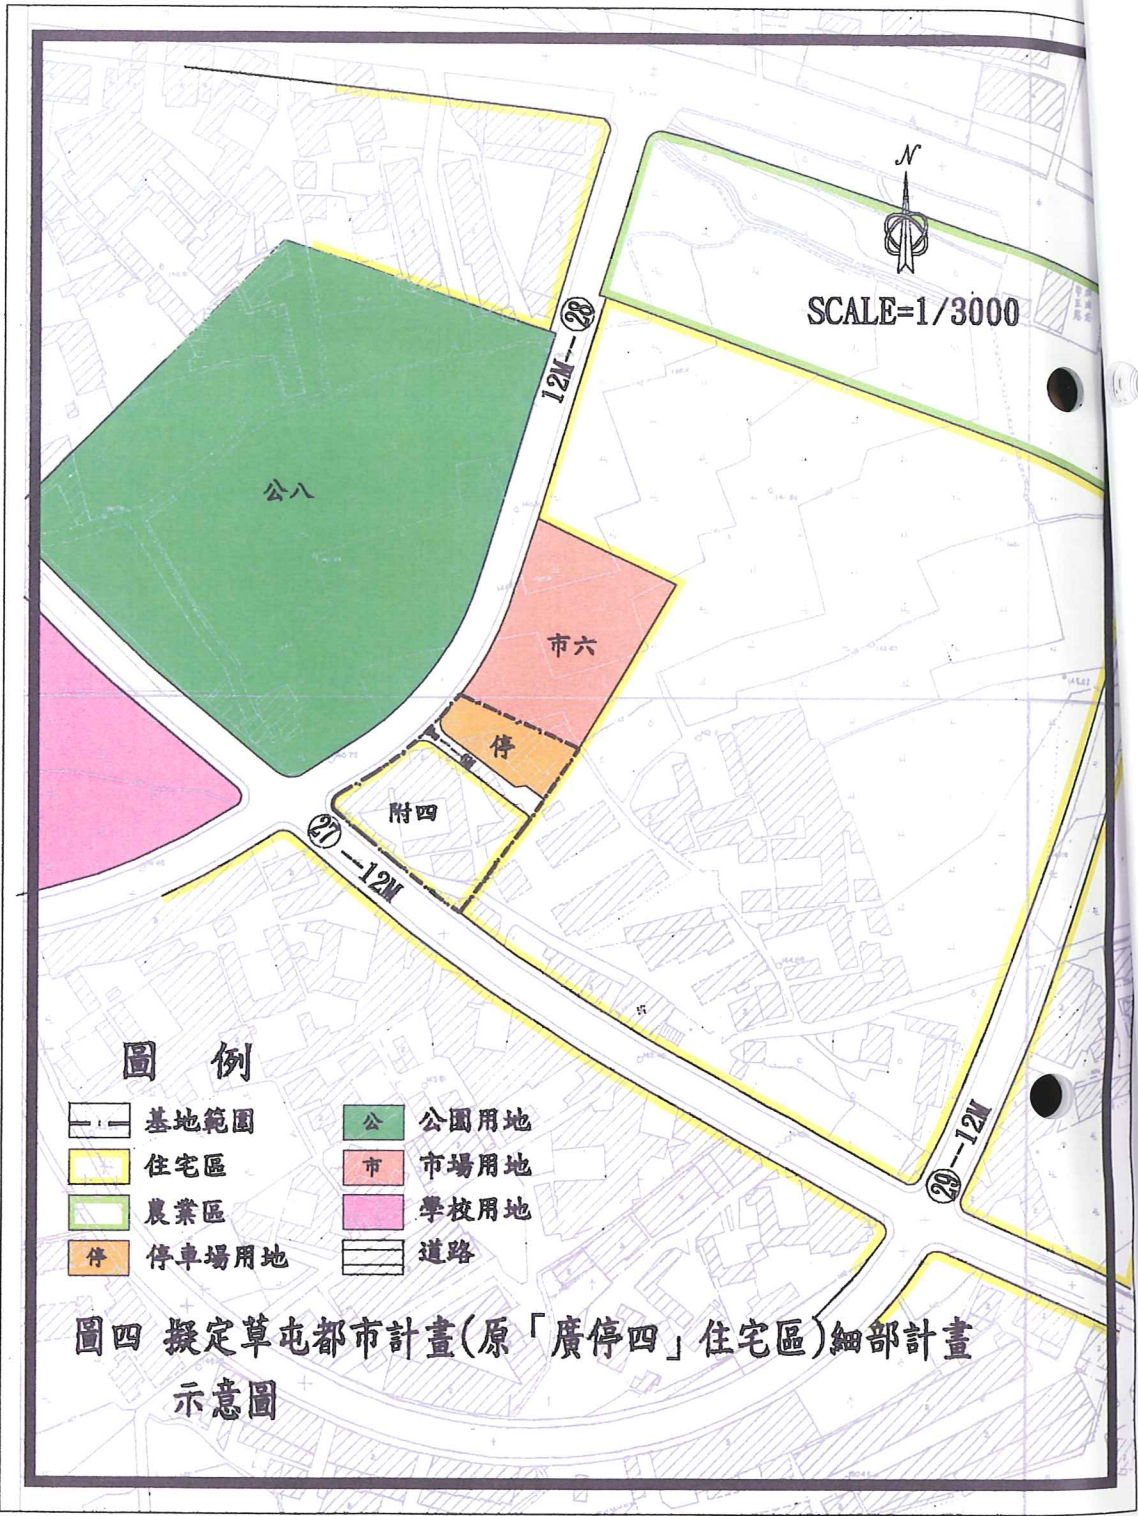 N
SCALE=1/3000
12M--28
公八
市六
停
6M
附四
27--12M
29--12M
圖 例
基地範圍
住宅區
農業區
停 停車場用地
公 公園用地
市 市場用地
學校用地
道路
圖四 擬定草屯都市計畫(原「廣停四」住宅區)細部計畫
示意圖